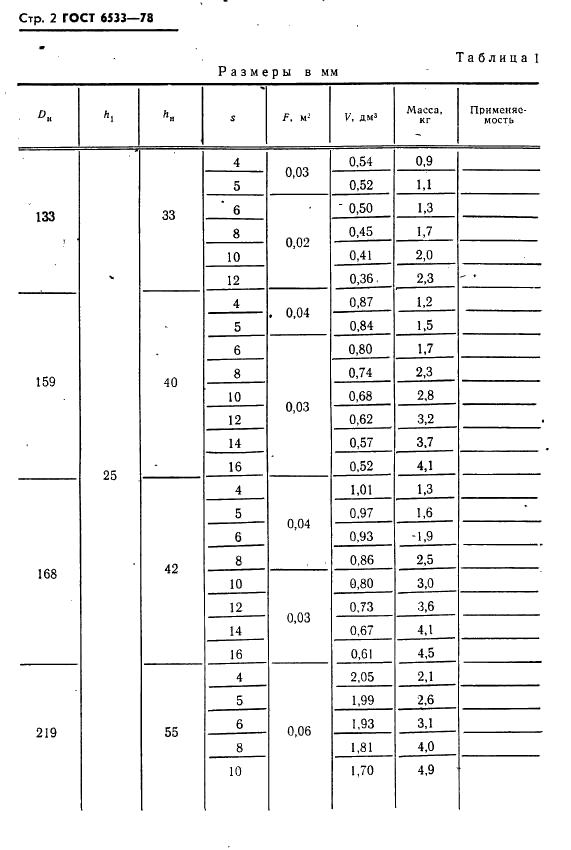 Стр. 2 ГОСТ 6533—78
Таблица 1
Размеры в мм
Dн h1 hн s F, м² V, дм³ Масса, кг Применяемость
133 25 33 4 0,03 0,54 0,9
5 0,52 1,1
6 0,02 0,50 1,3
8 0,45 1,7
10 0,41 2,0
12 0,36 2,3
159 40 4 0,04 0,87 1,2
5 0,84 1,5
6 0,03 0,80 1,7
8 0,74 2,3
10 0,68 2,8
12 0,62 3,2
14 0,57 3,7
16 0,52 4,1
168 42 4 0,04 1,01 1,3
5 0,97 1,6
6 0,93 1,9
8 0,86 2,5
10 0,03 0,80 3,0
12 0,73 3,6
14 0,67 4,1
16 0,61 4,5
219 55 4 0,06 2,05 2,1
5 1,99 2,6
6 1,93 3,1
8 1,81 4,0
10 1,70 4,9